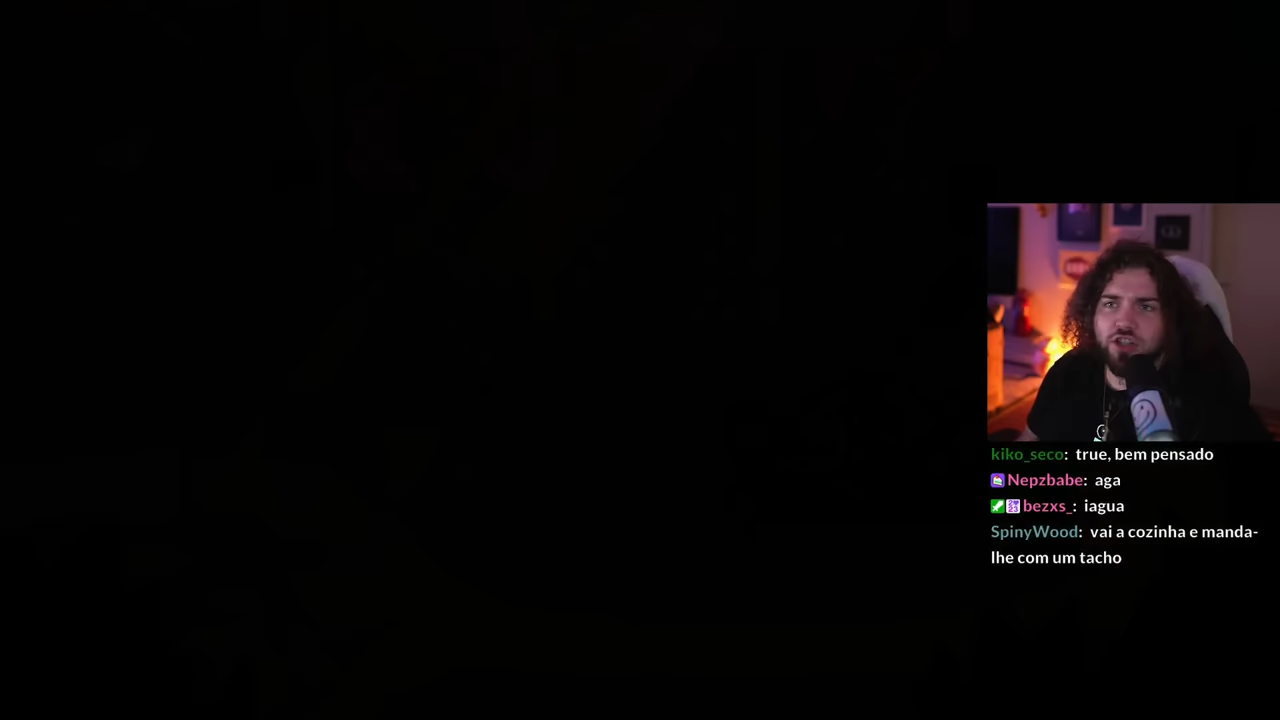 kiko_seco: true, bem pensado
Nepzbabe: aga
bezxs_: iagua
SpinyWood: vai a cozinha e manda-
lhe com um tacho